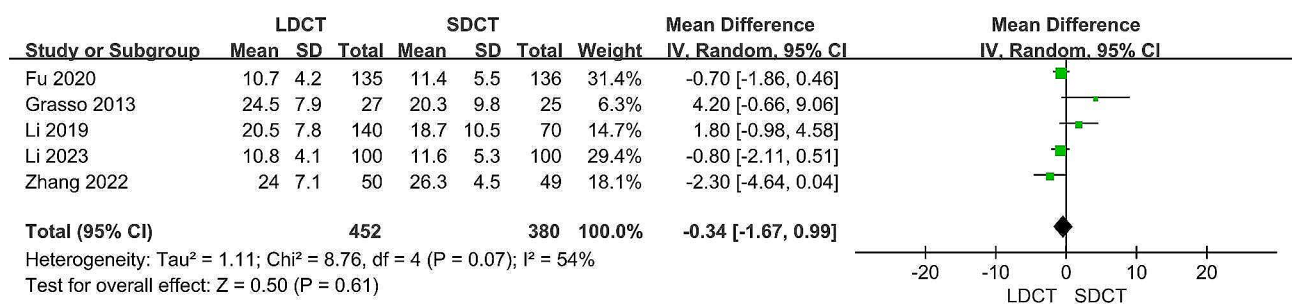 LDCT SDCT Mean Difference Mean Difference
Study or Subgroup Mean SD Total Mean SD Total Weight IV, Random, 95% CI IV, Random, 95% CI
Fu 2020 10.7 4.2 135 11.4 5.5 136 31.4% -0.70 [-1.86, 0.46]
Grasso 2013 24.5 7.9 27 20.3 9.8 25 6.3% 4.20 [-0.66, 9.06]
Li 2019 20.5 7.8 140 18.7 10.5 70 14.7% 1.80 [-0.98, 4.58]
Li 2023 10.8 4.1 100 11.6 5.3 100 29.4% -0.80 [-2.11, 0.51]
Zhang 2022 24 7.1 50 26.3 4.5 49 18.1% -2.30 [-4.64, 0.04]
Total (95% CI) 452 380 100.0% -0.34 [-1.67, 0.99]
Heterogeneity: Tau² = 1.11; Chi² = 8.76, df = 4 (P = 0.07); I² = 54%
Test for overall effect: Z = 0.50 (P = 0.61)
-20 -10 0 10 20
LDCT SDCT